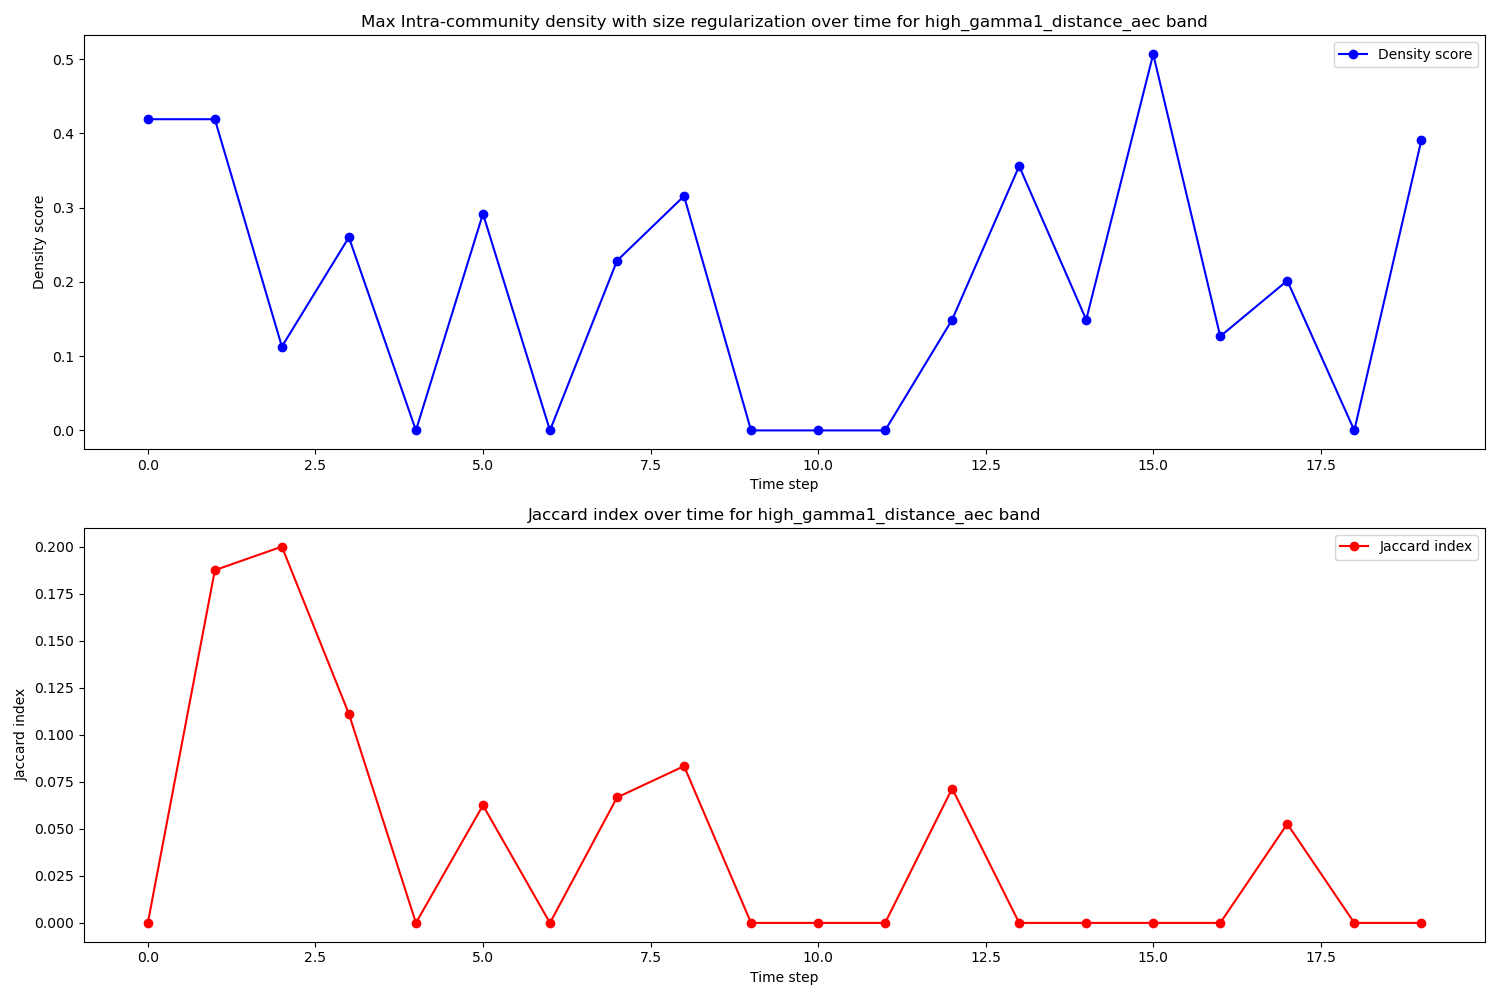 Max Intra-community density with size regularization over time for high_gamma1_distance_aec band
Density score
0.5
0.4
0.3
0.2
0.1
0.0
Density score
0.0 2.5 5.0 7.5 10.0 12.5 15.0 17.5
Time step
Jaccard index over time for high_gamma1_distance_aec band
Jaccard index
0.200
0.175
0.150
0.125
0.100
0.075
0.050
0.025
0.000
Jaccard index
0.0 2.5 5.0 7.5 10.0 12.5 15.0 17.5
Time step